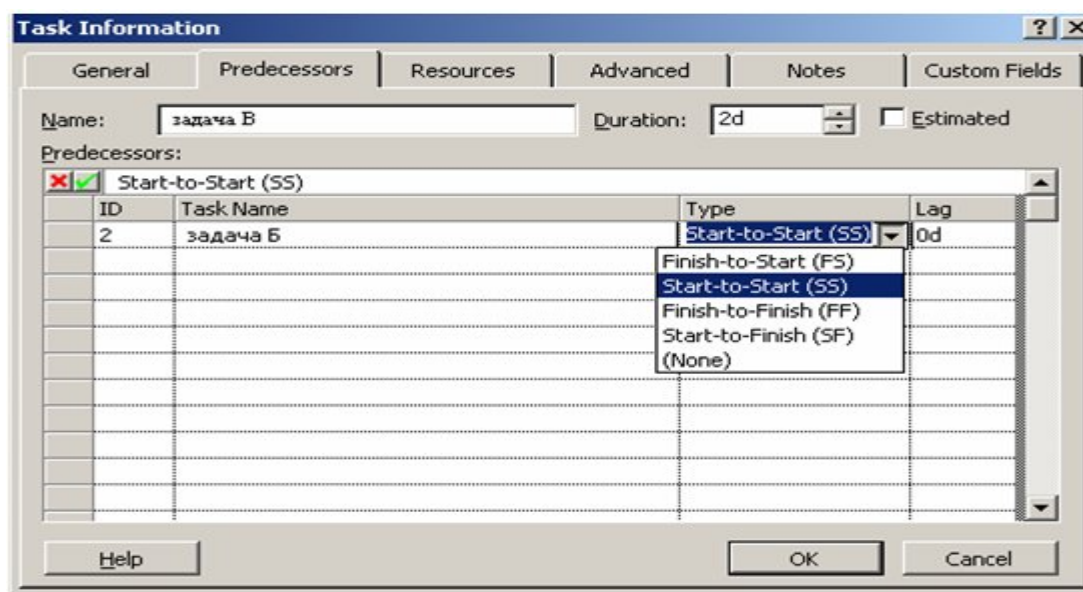 Task Information
General Predecessors Resources Advanced Notes Custom Fields
Name: задача В Duration: 2d Estimated
Predecessors:
Start-to-Start (SS)
ID Task Name Type Lag
2 задача Б Start-to-Start (SS) 0d
Finish-to-Start (FS)
Start-to-Start (SS)
Finish-to-Finish (FF)
Start-to-Finish (SF)
(None)
Help OK Cancel